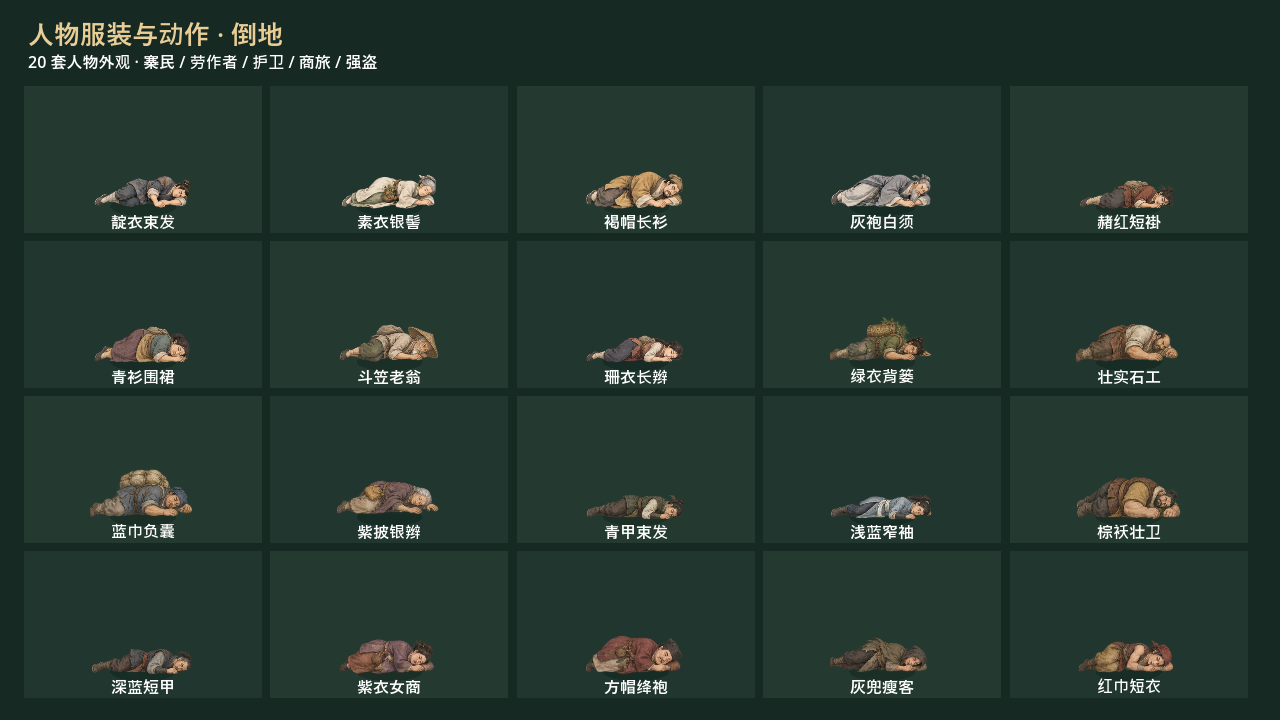 人物服装与动作 · 倒地
20 套人物外观 · 寨民 / 劳作者 / 护卫 / 商旅 / 强盗
靛衣束发
素衣银髻
褐帽长衫
灰袍白须
赭红短褂
青衫围裙
斗笠老翁
珊衣长辫
绿衣背篓
壮实石工
蓝巾负囊
紫披银辫
青甲束发
浅蓝窄袖
棕袄壮卫
深蓝短甲
紫衣女商
方帽绛袍
灰兜瘦客
红巾短衣